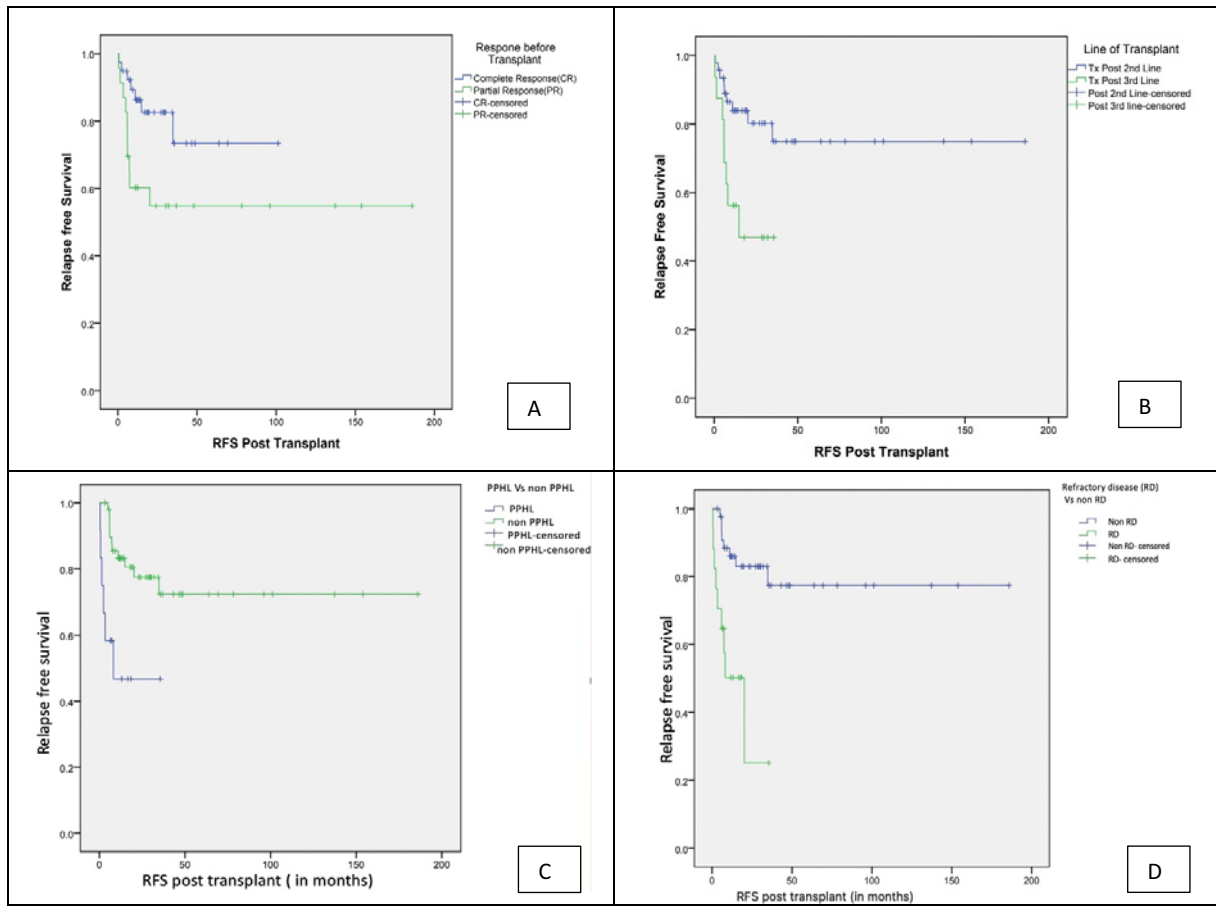 Respone before
Transplant
Complete Response(CR)
Partial Response(PR)
CR-censored
PR-censored
1.0
0.8
0.6
0.4
0.2
0.0
Relapse free Survival
0 50 100 150 200
RFS Post Transplant
A
Line of Transplant
Tx Post 2nd Line
Tx Post 3rd Line
Post 2nd Line-censored
Post 3rd line-censored
1.0
0.8
0.6
0.4
0.2
0.0
Relapse Free Survival
0 50 100 150 200
RFS Post Transplant
B
PPHL Vs non PPHL
PPHL
non PPHL
PPHL-censored
non PPHL-censored
1.0
0.8
0.6
0.4
0.2
0.0
Relapse free survival
0 50 100 150 200
RFS post transplant ( in months)
C
Refractory disease (RD)
Vs non RD
Non RD
RD
Non RD- censored
RD- censored
1.0
0.8
0.6
0.4
0.2
0.0
Relapse free survival
0 50 100 150 200
RFS post transplant (in months)
D